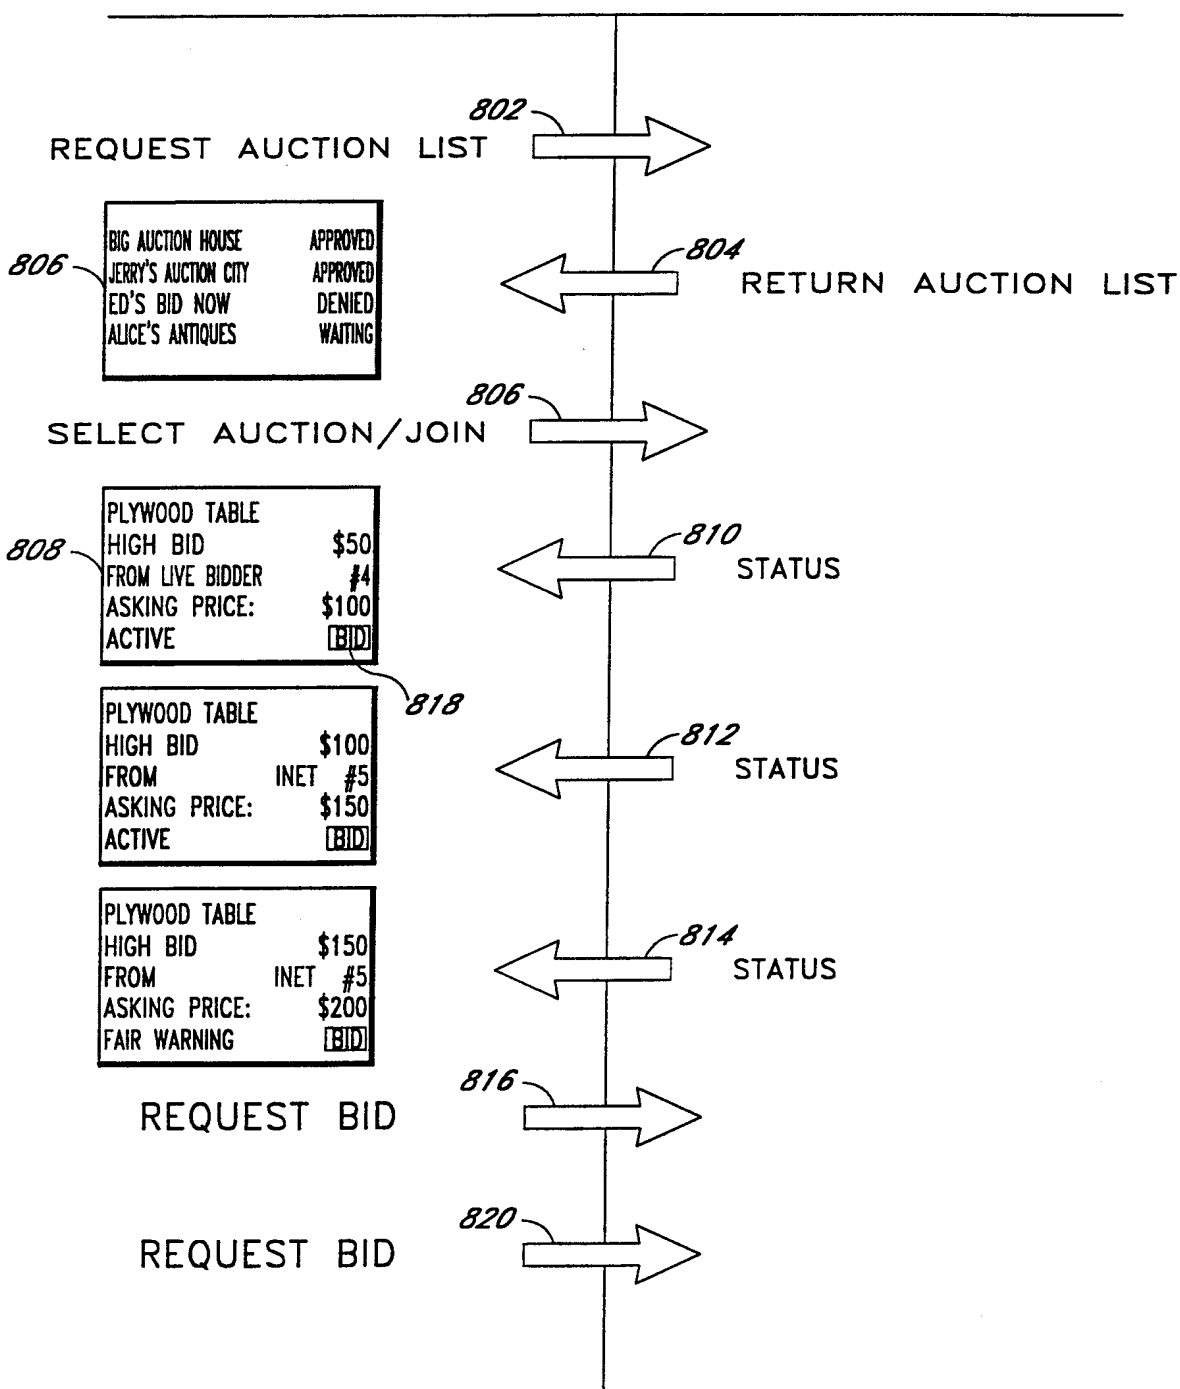 802
REQUEST AUCTION LIST
BIG AUCTION HOUSE APPROVED
JERRY'S AUCTION CITY APPROVED
ED'S BID NOW DENIED
ALICE'S ANTIQUES WAITING
806
804
RETURN AUCTION LIST
806
SELECT AUCTION/JOIN
PLYWOOD TABLE
HIGH BID $50
FROM LIVE BIDDER #4
ASKING PRICE: $100
ACTIVE BID
808
810
STATUS
818
PLYWOOD TABLE
HIGH BID $100
FROM INET #5
ASKING PRICE: $150
ACTIVE BID
812
STATUS
PLYWOOD TABLE
HIGH BID $150
FROM INET #5
ASKING PRICE: $200
FAIR WARNING BID
814
STATUS
816
REQUEST BID
820
REQUEST BID